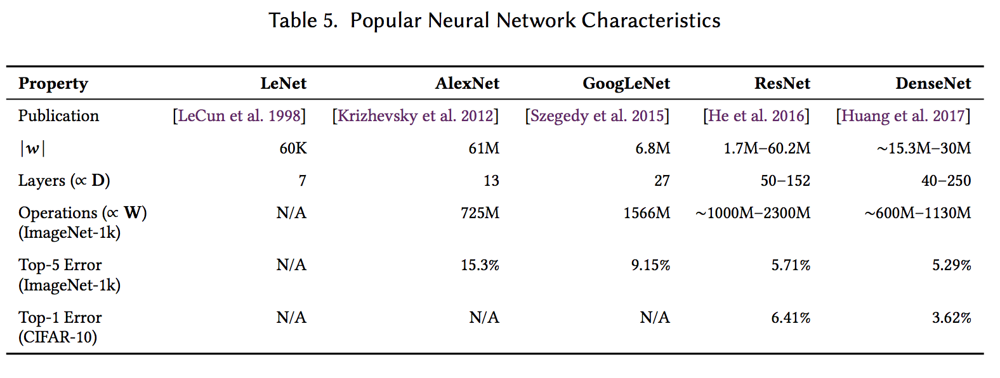 Table 5. Popular Neural Network Characteristics
Property LeNet AlexNet GoogLeNet ResNet DenseNet
Publication [LeCun et al. 1998] [Krizhevsky et al. 2012] [Szegedy et al. 2015] [He et al. 2016] [Huang et al. 2017]
|w| 60K 61M 6.8M 1.7M–60.2M ~15.3M–30M
Layers (∝ D) 7 13 27 50–152 40–250
Operations (∝ W) N/A 725M 1566M ~1000M–2300M ~600M–1130M
(ImageNet-1k)
Top-5 Error N/A 15.3% 9.15% 5.71% 5.29%
(ImageNet-1k)
Top-1 Error N/A N/A N/A 6.41% 3.62%
(CIFAR-10)